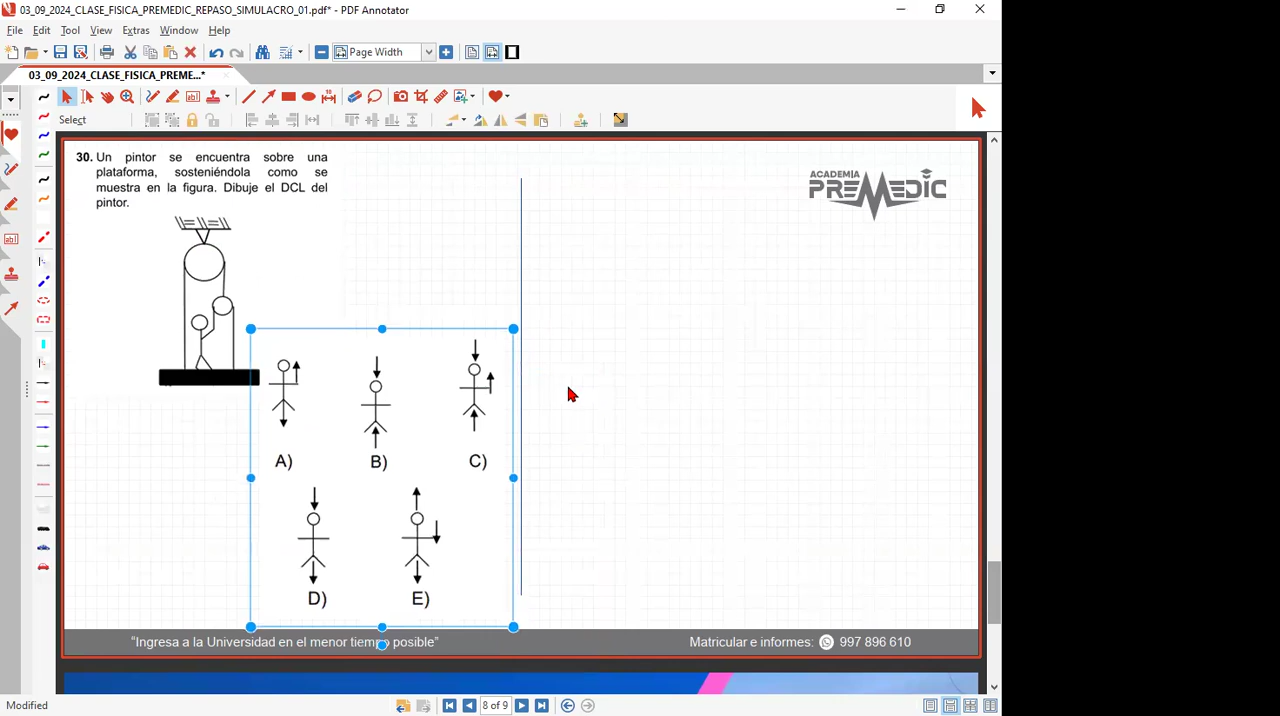 03_09_2024_CLASE_FISICA_PREMEDIC_REPASO_SIMULACRO_01.pdf* - PDF Annotator
File Edit Tool View Extras Window Help
Page Width
03_09_2024_CLASE_FISICA_PREME...*
Select
30. Un pintor se encuentra sobre una
plataforma, sosteniéndola como se
muestra en la figura. Dibuje el DCL del
pintor.
ACADEMIA
PREMEDIC
A) B) C)
D) E)
“Ingresa a la Universidad en el menor tiempo posible” Matricular e informes: 997 896 610
Modified 8 of 9